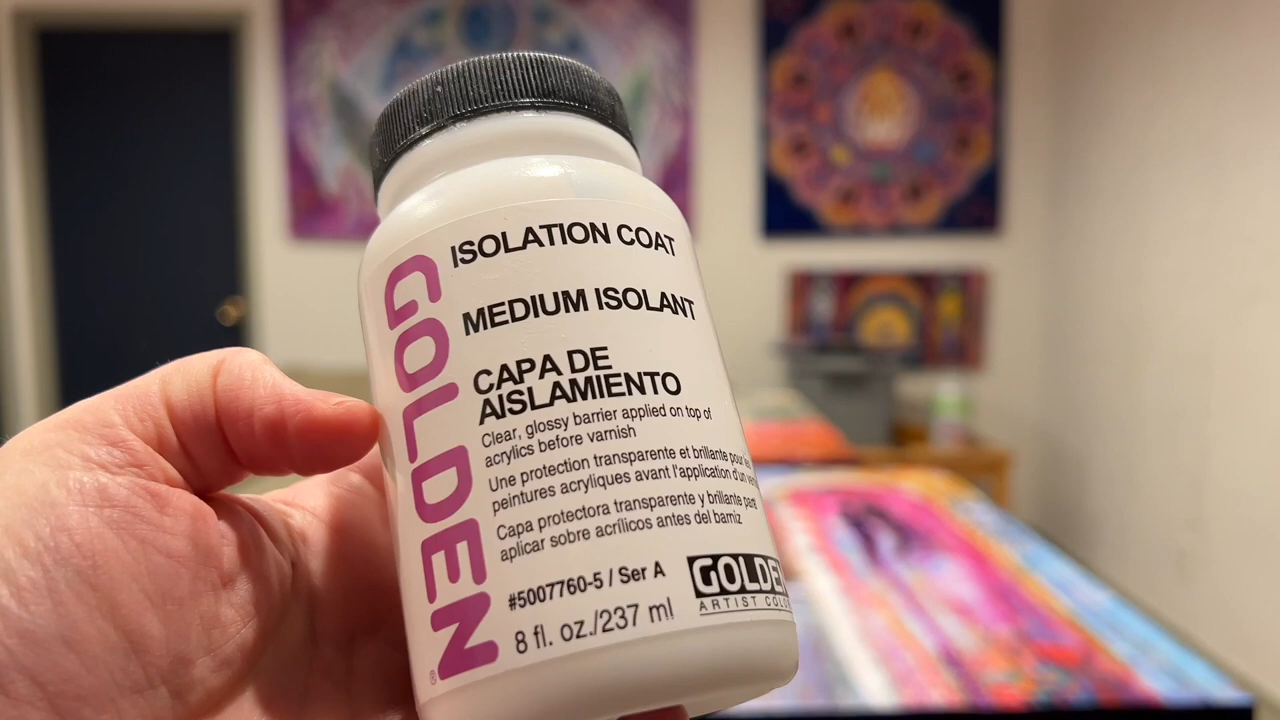 GOLDEN
®
ISOLATION COAT
MEDIUM ISOLANT
CAPA DE
AISLAMIENTO
Clear, glossy barrier applied on top of
acrylics before varnish
Une protection transparente et brillante pour
peintures acryliques avant l'application d'un
Capa protectora transparente y brillante para
aplicar sobre acrílicos antes del barniz
#5007760-5 / Ser A
8 fl. oz./237 ml
GOLDEN
ARTIST